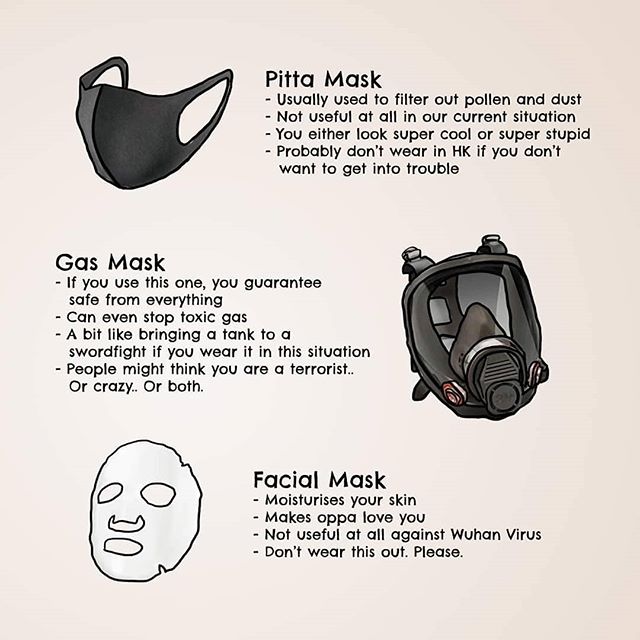 Pitta Mask
- Usually used to filter out pollen and dust
- Not useful at all in our current situation
- You either look super cool or super stupid
- Probably don't wear in HK if you don't
want to get into trouble
Gas Mask
- If you use this one, you guarantee
safe from everything
- Can even stop toxic gas
- A bit like bringing a tank to a
swordfight if you wear it in this situation
- People might think you are a terrorist..
Or crazy.. Or both.
Facial Mask
- Moisturises your skin
- Makes oppa love you
- Not useful at all against Wuhan Virus
- Don't wear this out. Please.